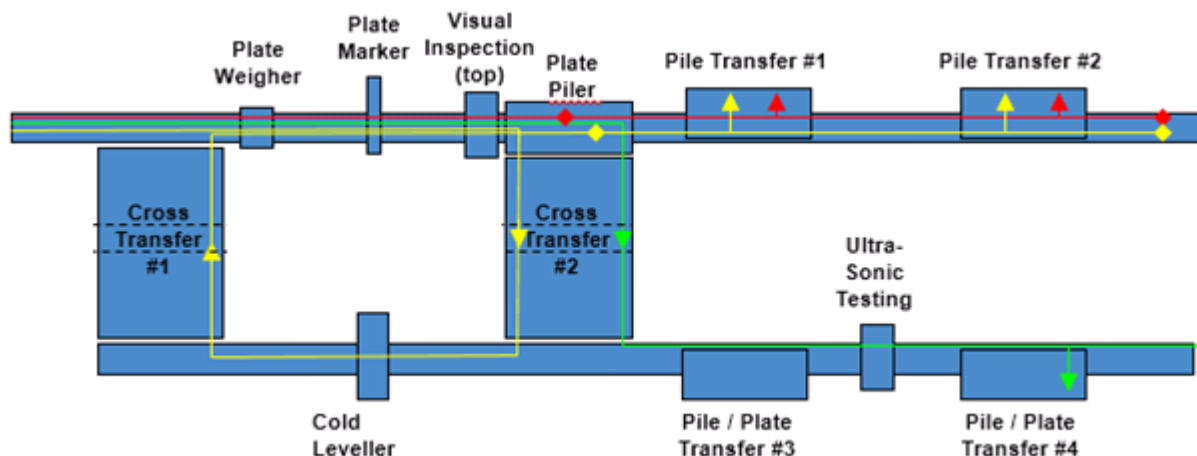 Plate
Weigher
Plate
Marker
Visual
Inspection
(top)
Plate
Piler
Pile Transfer #1
Pile Transfer #2
Cross
Transfer
#1
Cross
Transfer
#2
Ultra-
Sonic
Testing
Cold
Leveller
Pile / Plate
Transfer #3
Pile / Plate
Transfer #4